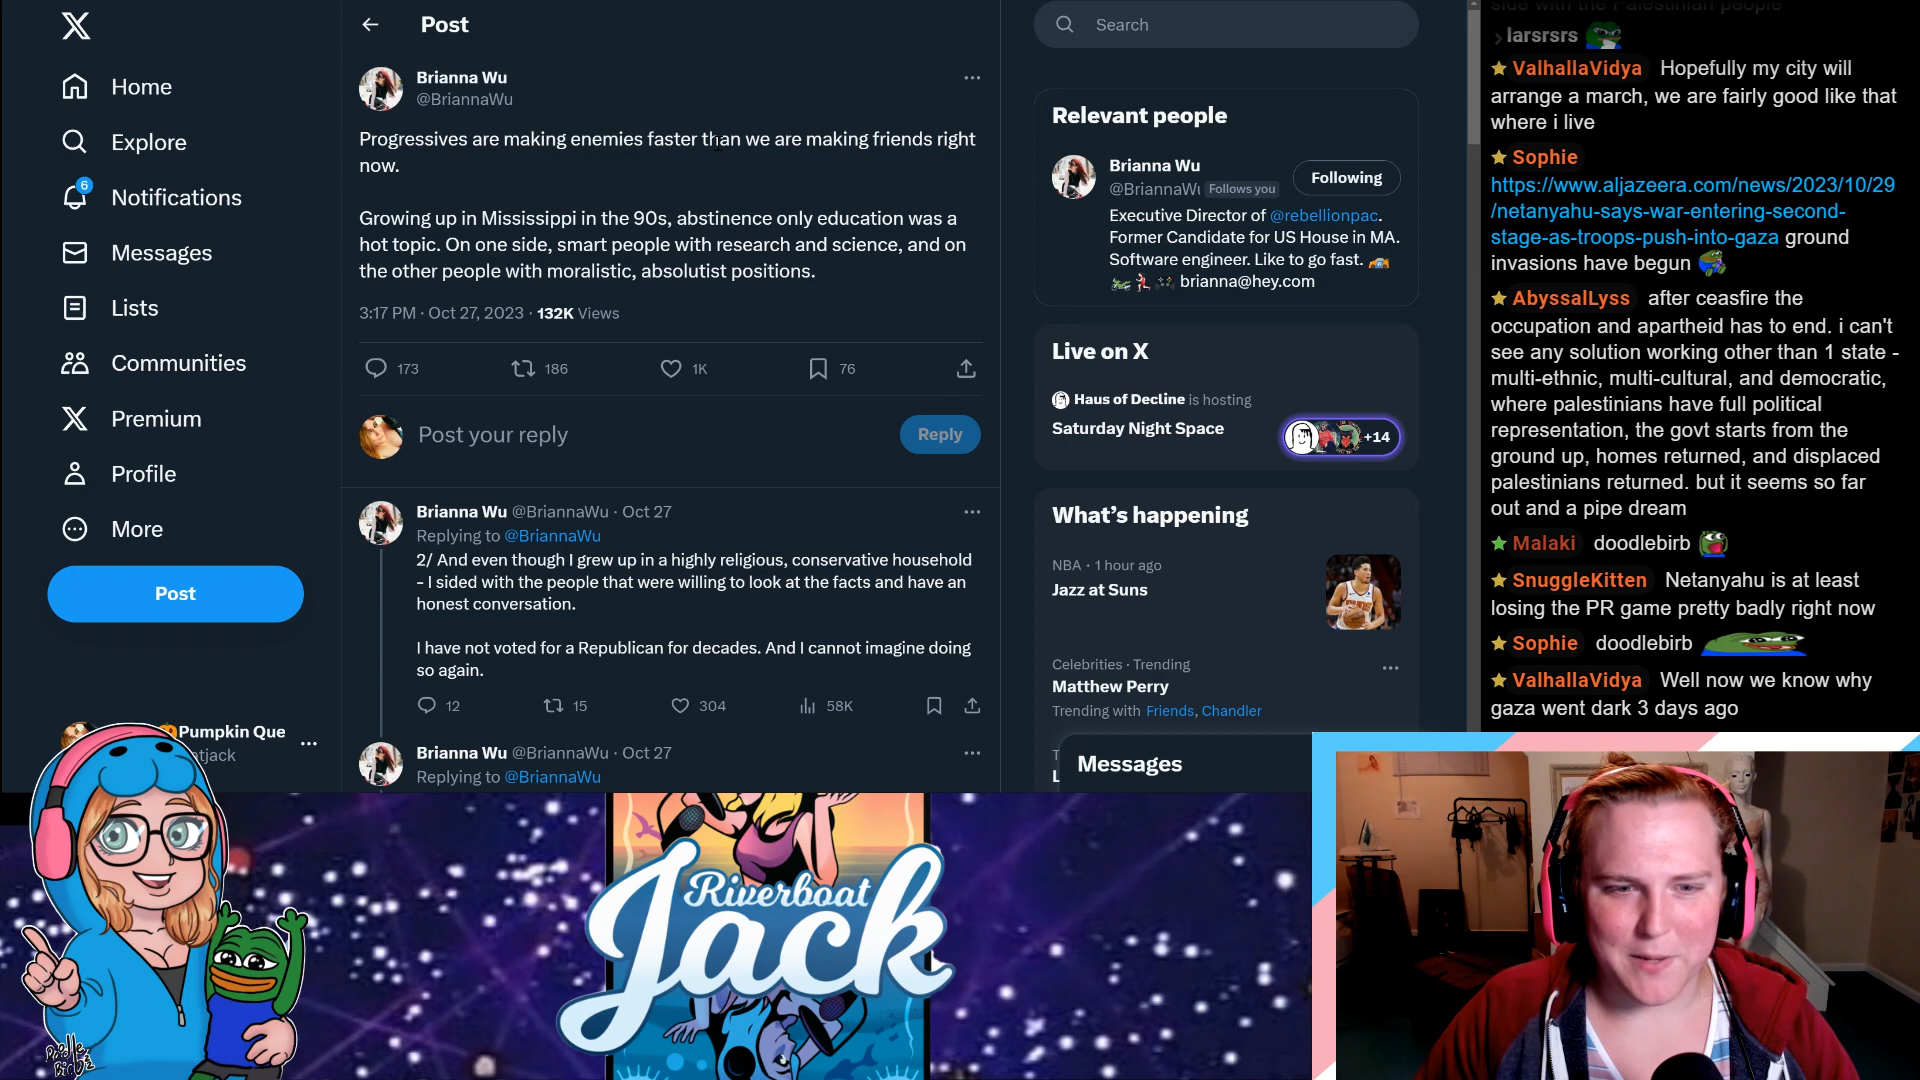 Home
Explore
6
Notifications
Messages
Lists
Communities
Premium
Profile
More
Post
Pumpkin Que
tjack
Post
Brianna Wu
@BriannaWu
Progressives are making enemies faster than we are making friends right
now.
Growing up in Mississippi in the 90s, abstinence only education was a
hot topic. On one side, smart people with research and science, and on
the other people with moralistic, absolutist positions.
3:17 PM · Oct 27, 2023 · 132K Views
173 186 1K 76
Post your reply
Reply
Brianna Wu @BriannaWu · Oct 27
Replying to @BriannaWu
2/ And even though I grew up in a highly religious, conservative household
- I sided with the people that were willing to look at the facts and have an
honest conversation.
I have not voted for a Republican for decades. And I cannot imagine doing
so again.
12 15 304 58K
Brianna Wu @BriannaWu · Oct 27
Replying to @BriannaWu
Search
Relevant people
Brianna Wu
@BriannaWu Follows you
Following
Executive Director of @rebellionpac.
Former Candidate for US House in MA.
Software engineer. Like to go fast.
brianna@hey.com
Live on X
Haus of Decline is hosting
Saturday Night Space
+14
What's happening
NBA · 1 hour ago
Jazz at Suns
Celebrities · Trending
Matthew Perry
Trending with Friends, Chandler
Messages
side with the Palestinian people
larsrsrs
ValhallaVidya Hopefully my city will
arrange a march, we are fairly good like that
where i live
Sophie
https://www.aljazeera.com/news/2023/10/29
/netanyahu-says-war-entering-second-
stage-as-troops-push-into-gaza ground
invasions have begun
AbyssalLyss after ceasfire the
occupation and apartheid has to end. i can't
see any solution working other than 1 state -
multi-ethnic, multi-cultural, and democratic,
where palestinians have full political
representation, the govt starts from the
ground up, homes returned, and displaced
palestinians returned. but it seems so far
out and a pipe dream
Malaki doodlebirb
SnuggleKitten Netanyahu is at least
losing the PR game pretty badly right now
Sophie doodlebirb
ValhallaVidya Well now we know why
gaza went dark 3 days ago
Riverboat
Jack